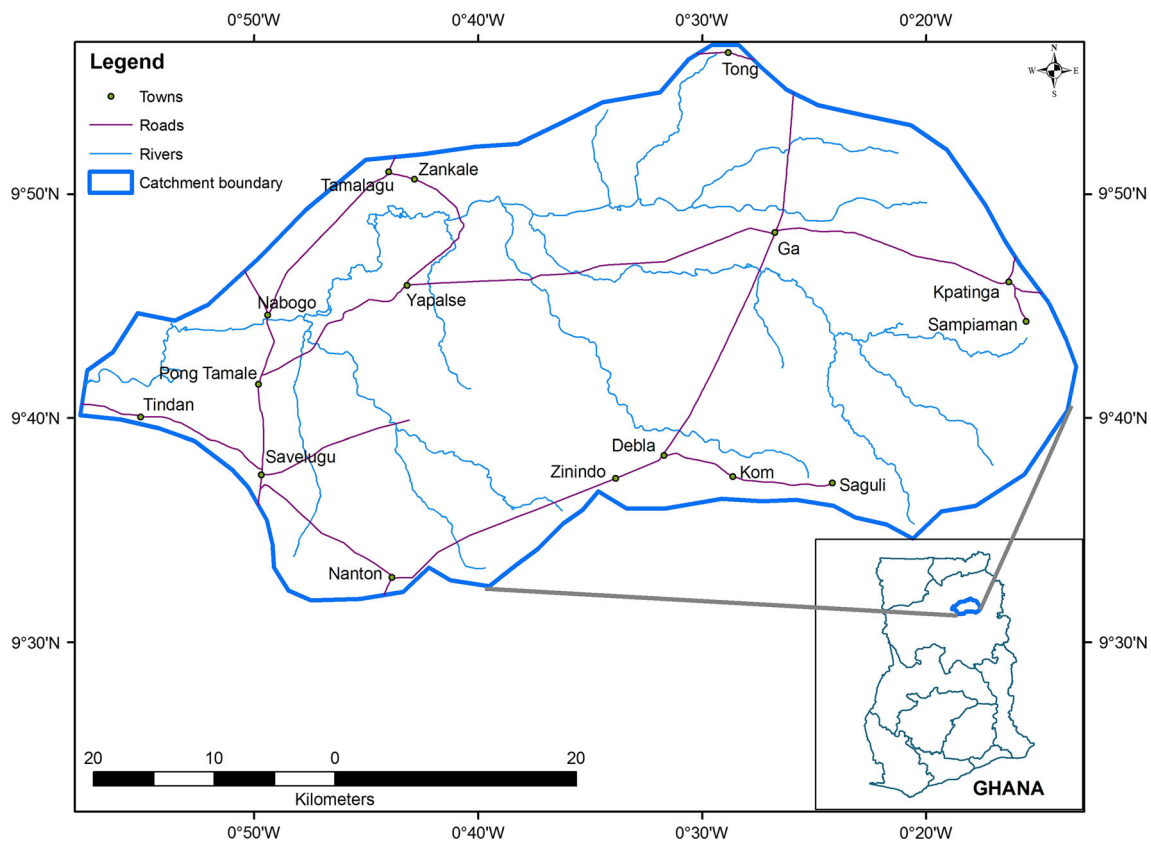 0°50'W 0°40'W 0°30'W 0°20'W
Legend
Towns
Roads
Rivers
Catchment boundary
N
W E
S
Tong
Zankale
Tamalagu
9°50'N 9°50'N
Ga
Kpatinga
Nabogo Yapalse
Sampiaman
Pong Tamale
Tindan
9°40'N 9°40'N
Debla
Savelugu
Zinindo Kom
Saguli
Nanton
9°30'N 9°30'N
20 10 0 20
Kilometers
GHANA
0°50'W 0°40'W 0°30'W 0°20'W